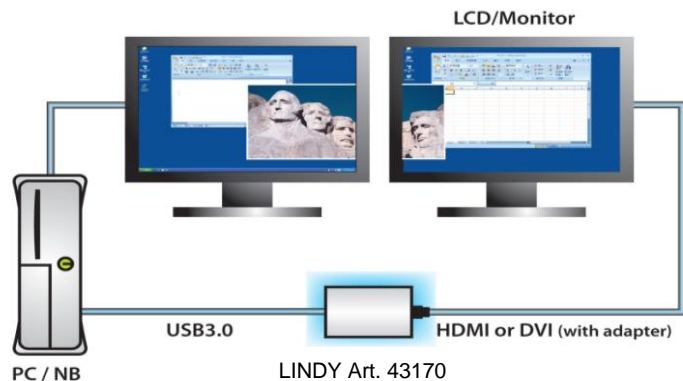 LCD/Monitor
USB3.0
HDMI or DVI (with adapter)
PC / NB
LINDY Art. 43170